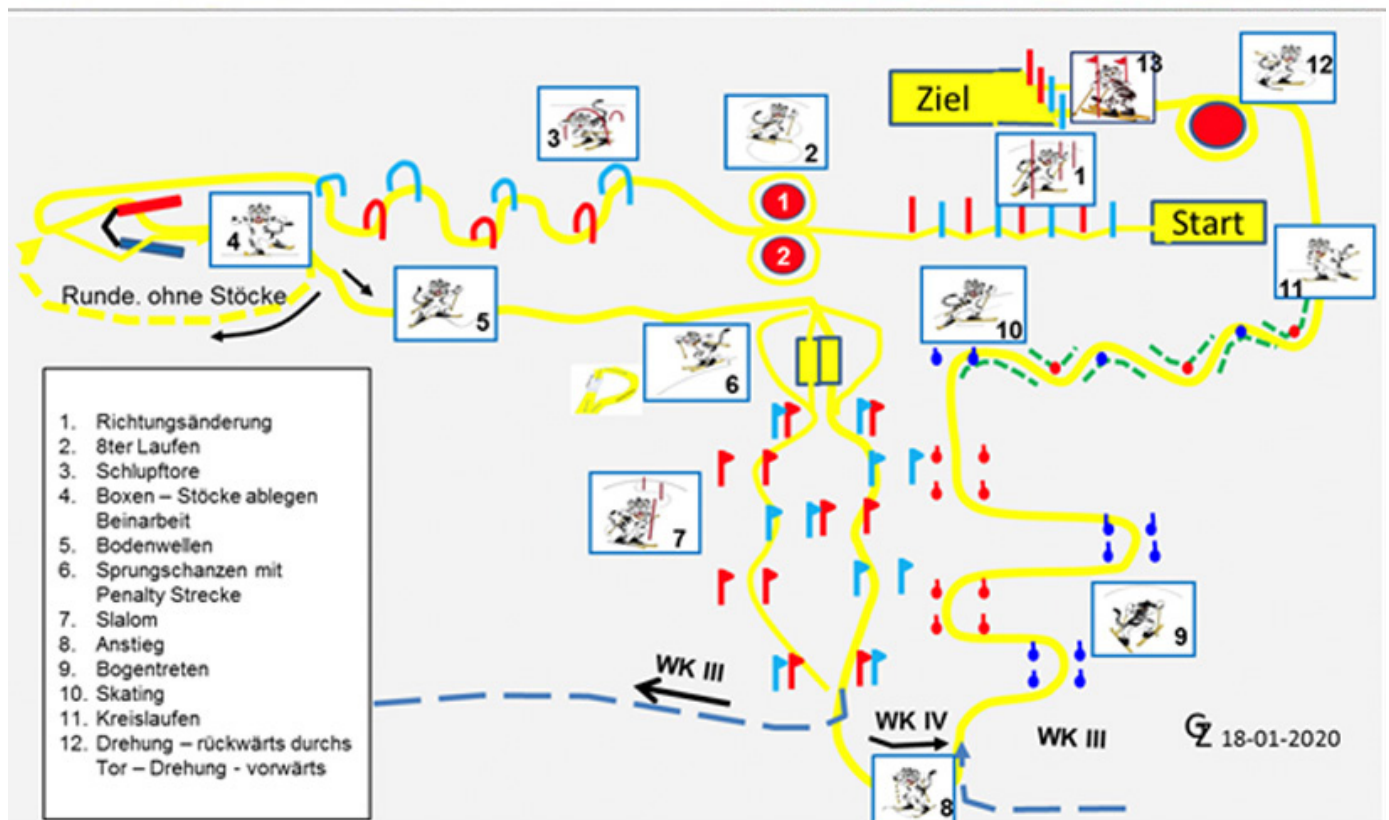 Ziel
13
12
3
2
1
1
Start
2
4
11
Runde. ohne Stöcke
5
10
6
1. Richtungsänderung
2. 8ter Laufen
3. Schlupftore
4. Boxen – Stöcke ablegen
Beinarbeit
5. Bodenwellen
6. Sprungschanzen mit
Penalty Strecke
7. Slalom
8. Anstieg
9. Bogentreten
10. Skating
11. Kreislaufen
12. Drehung – rückwärts durchs
Tor – Drehung - vorwärts
7
9
WK III
WK IV
WK III
GZ 18-01-2020
8